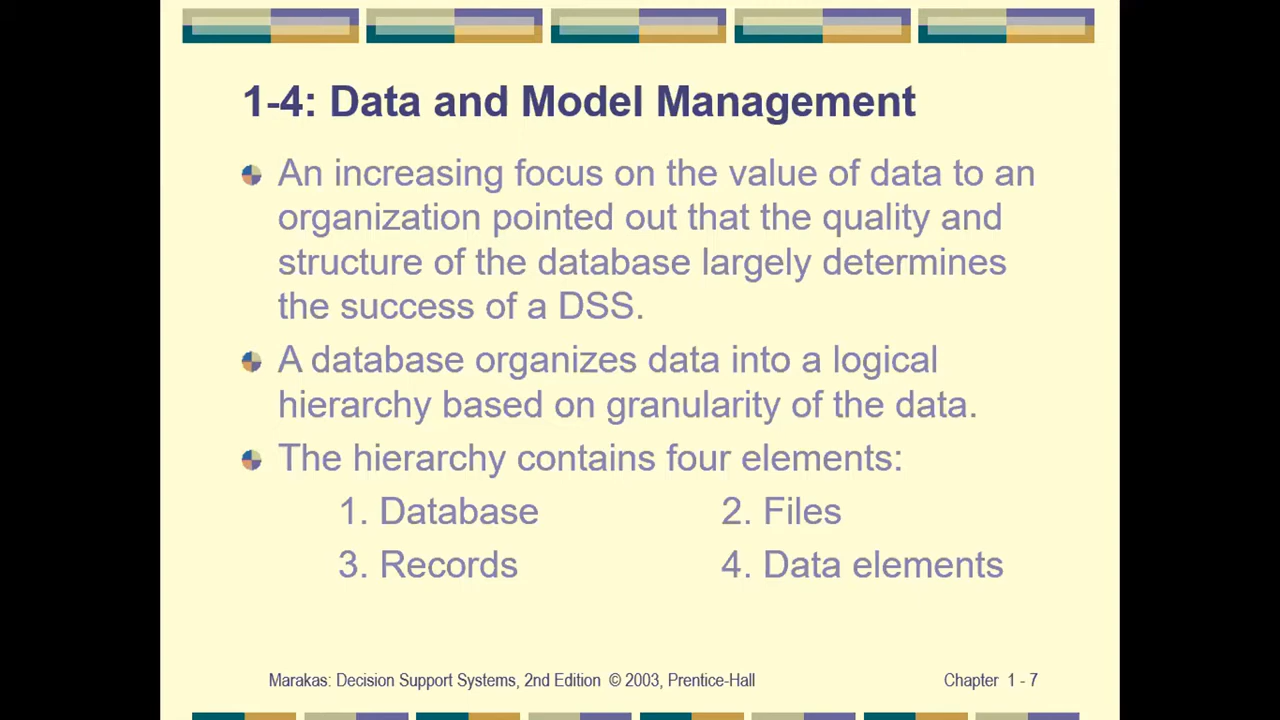 1-4: Data and Model Management
An increasing focus on the value of data to an
organization pointed out that the quality and
structure of the database largely determines
the success of a DSS.
A database organizes data into a logical
hierarchy based on granularity of the data.
The hierarchy contains four elements:
1. Database 2. Files
3. Records 4. Data elements
Marakas: Decision Support Systems, 2nd Edition © 2003, Prentice-Hall Chapter 1 - 7